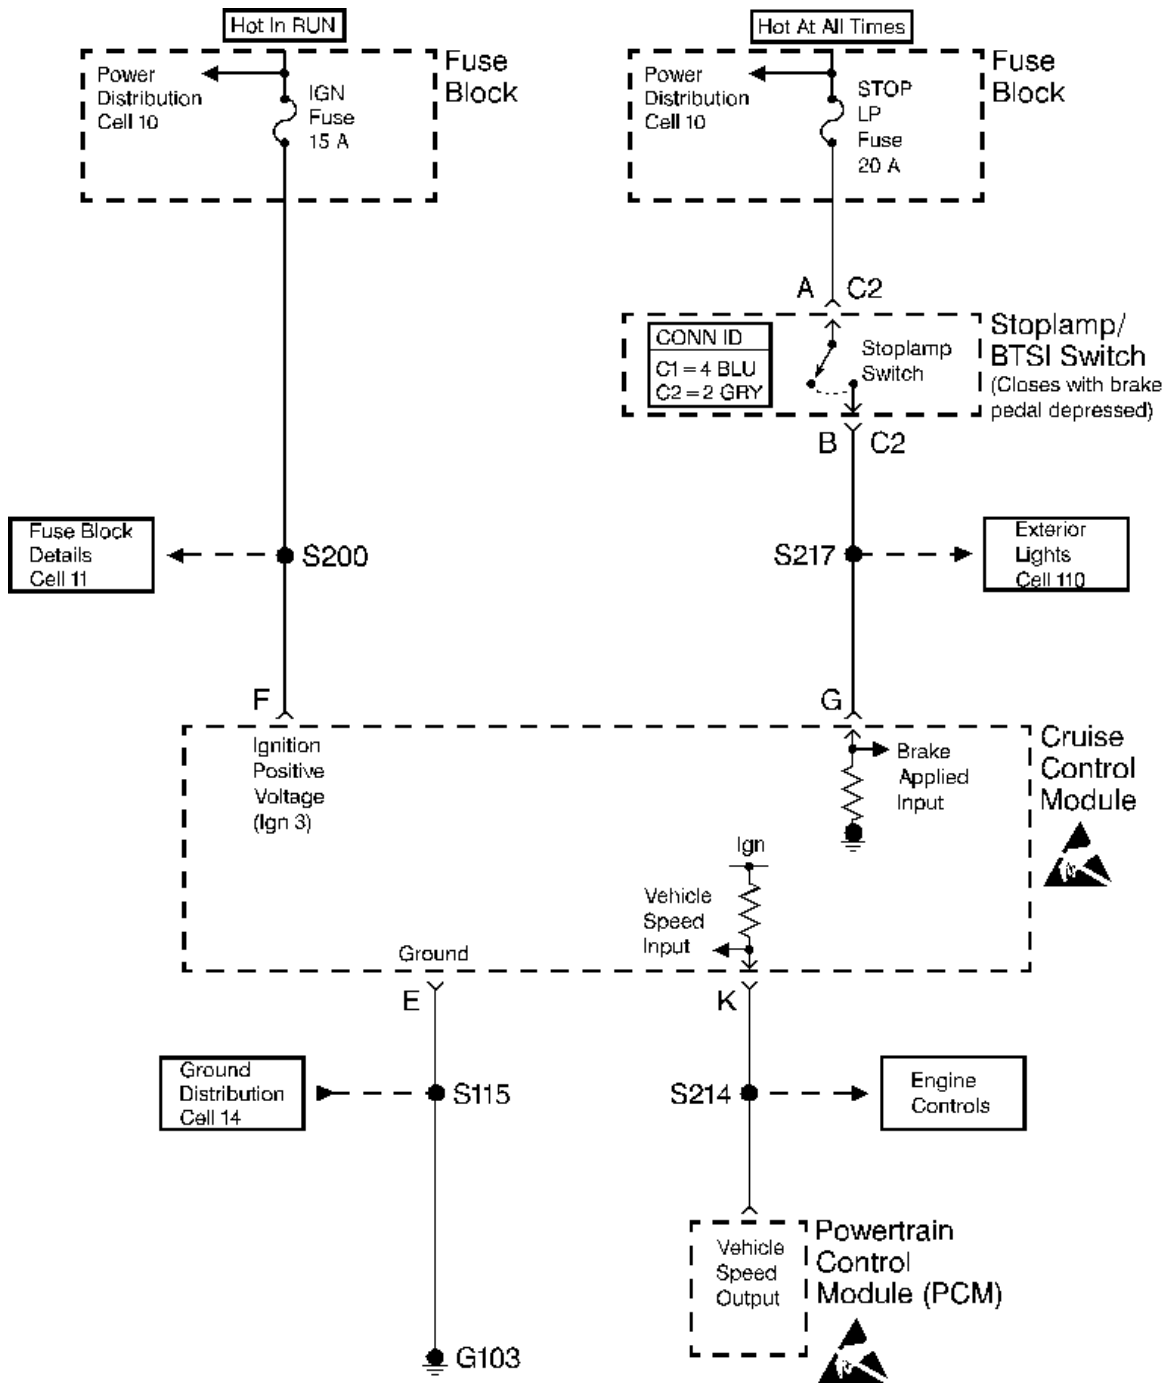 Hot In RUN
Power
Distribution
Cell 10
IGN
Fuse
15 A
Fuse
Block
Hot At All Times
Power
Distribution
Cell 10
STOP
LP
Fuse
20 A
Fuse
Block
A
C2
CONN ID
C1 = 4 BLU
C2 = 2 GRY
Stoplamp
Switch
Stoplamp/
BTSI Switch
(Closes with brake
pedal depressed)
B
C2
Fuse Block
Details
Cell 11
S200
S217
Exterior
Lights
Cell 110
F
G
Ignition
Positive
Voltage
(Ign 3)
Brake
Applied
Input
Cruise
Control
Module
Ign
Vehicle
Speed
Input
Ground
E
K
Ground
Distribution
Cell 14
S115
S214
Engine
Controls
Vehicle
Speed
Output
Powertrain
Control
Module (PCM)
G103